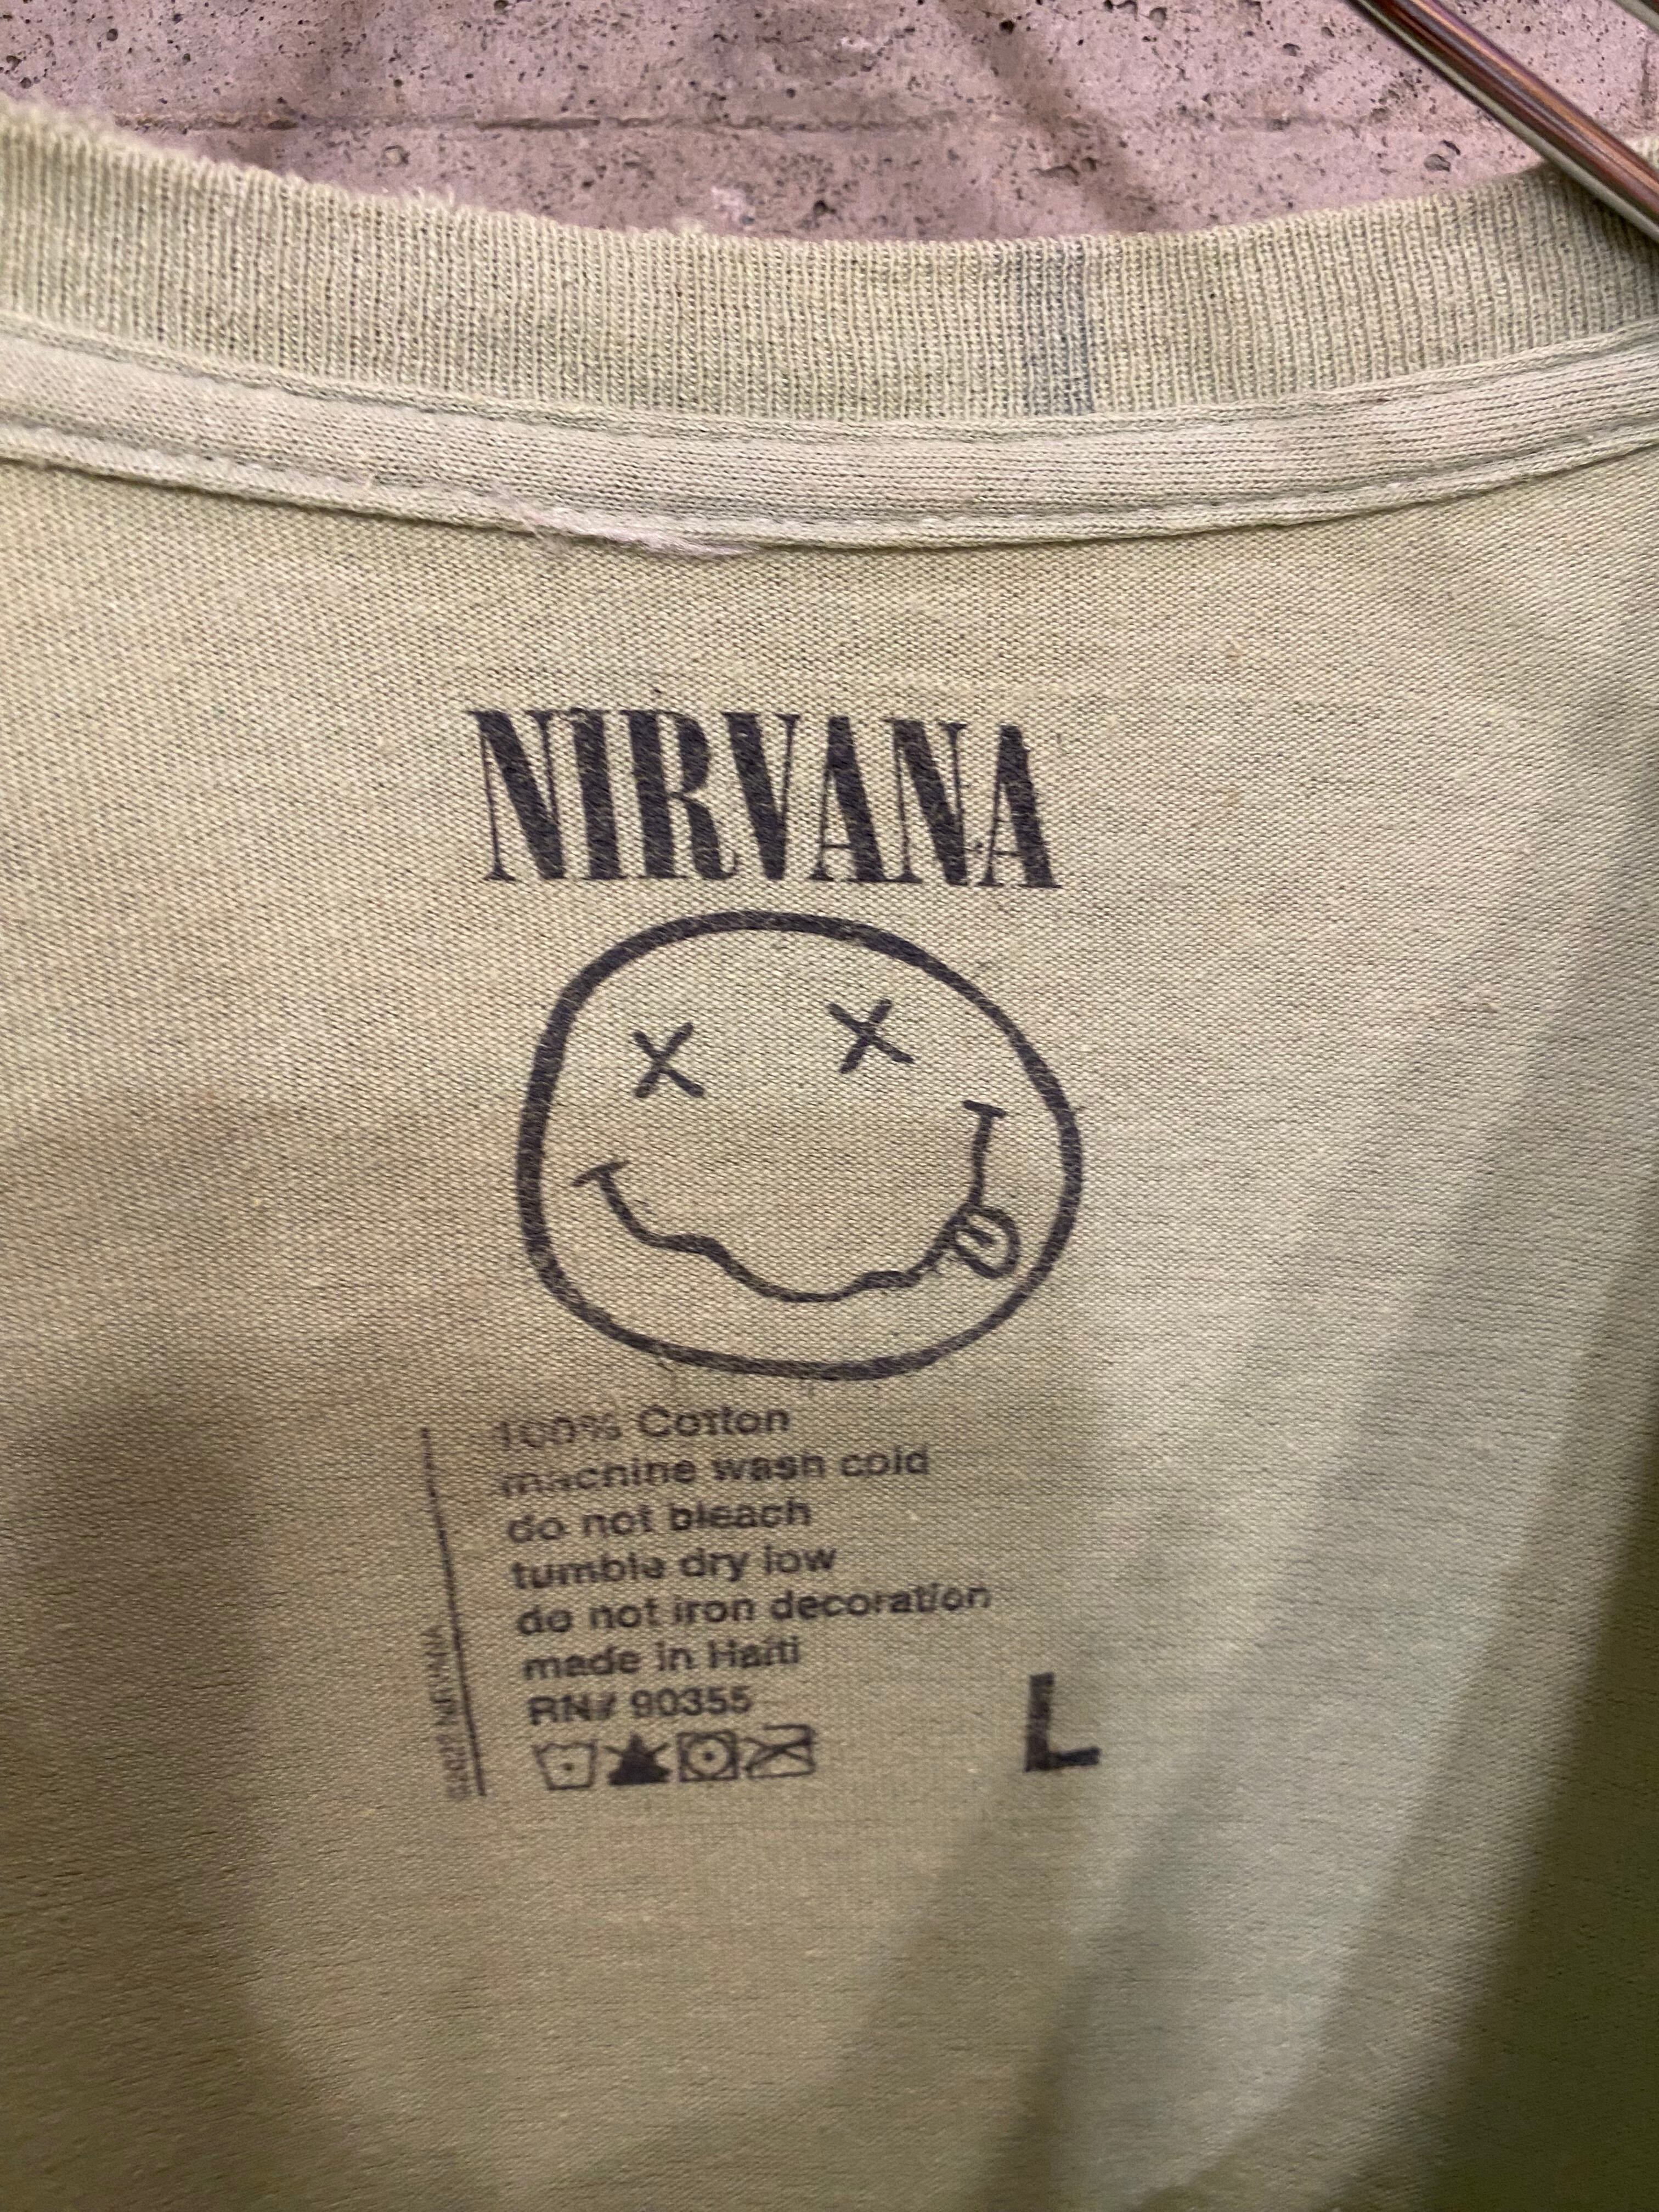 NIRVANA
100% Cotton
machine wash cold
do not bleach
tumble dry low
do not iron decoration
made in Haiti
RN# 90355
L
NIRVANA